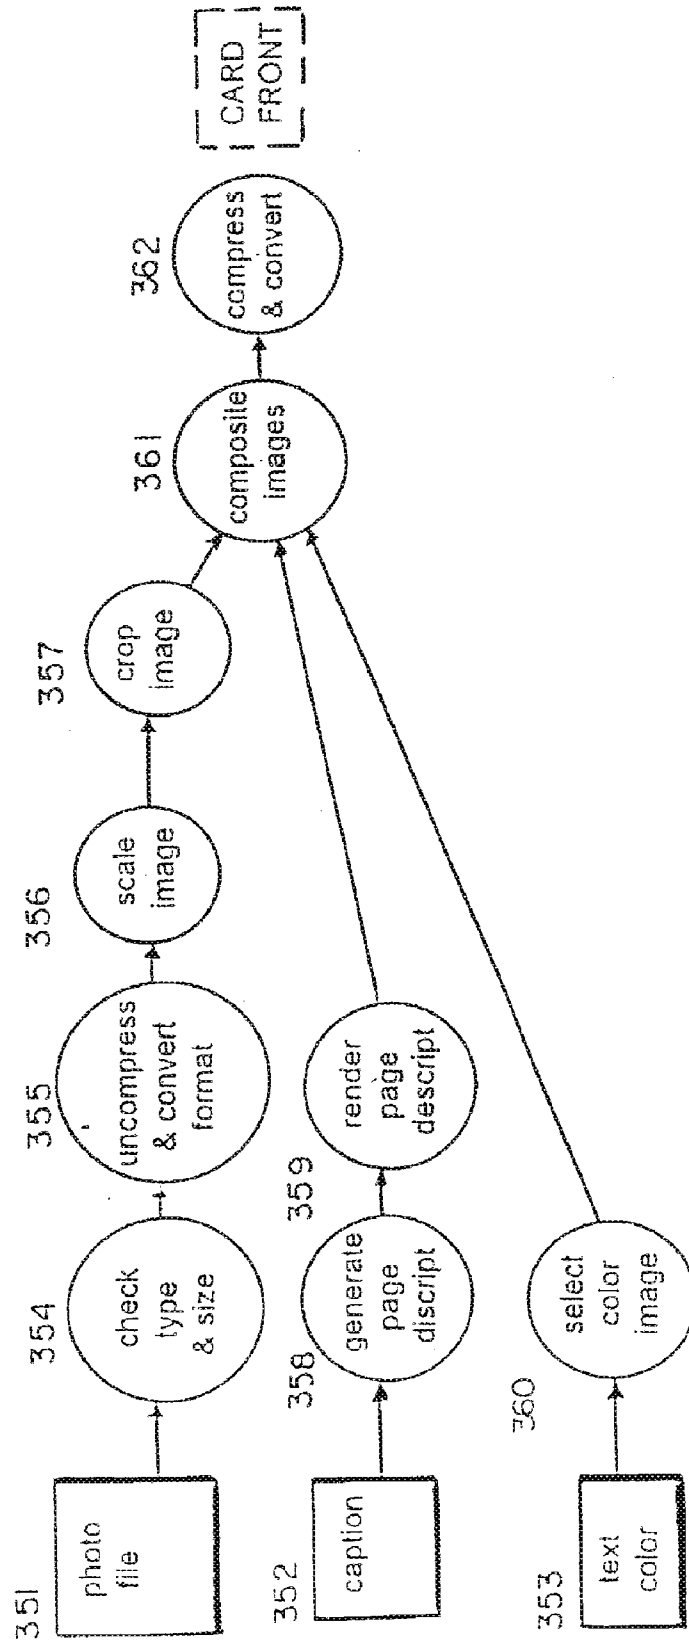 351
photo
file
354
check
type
& size
355
uncompress
& convert
format
356
scale
image
357
crop
image
352
caption
358
generate
page
discript
359
render
page
descript
353
text
color
360
select
color
image
361
composite
images
362
compress
& convert
CARD
FRONT